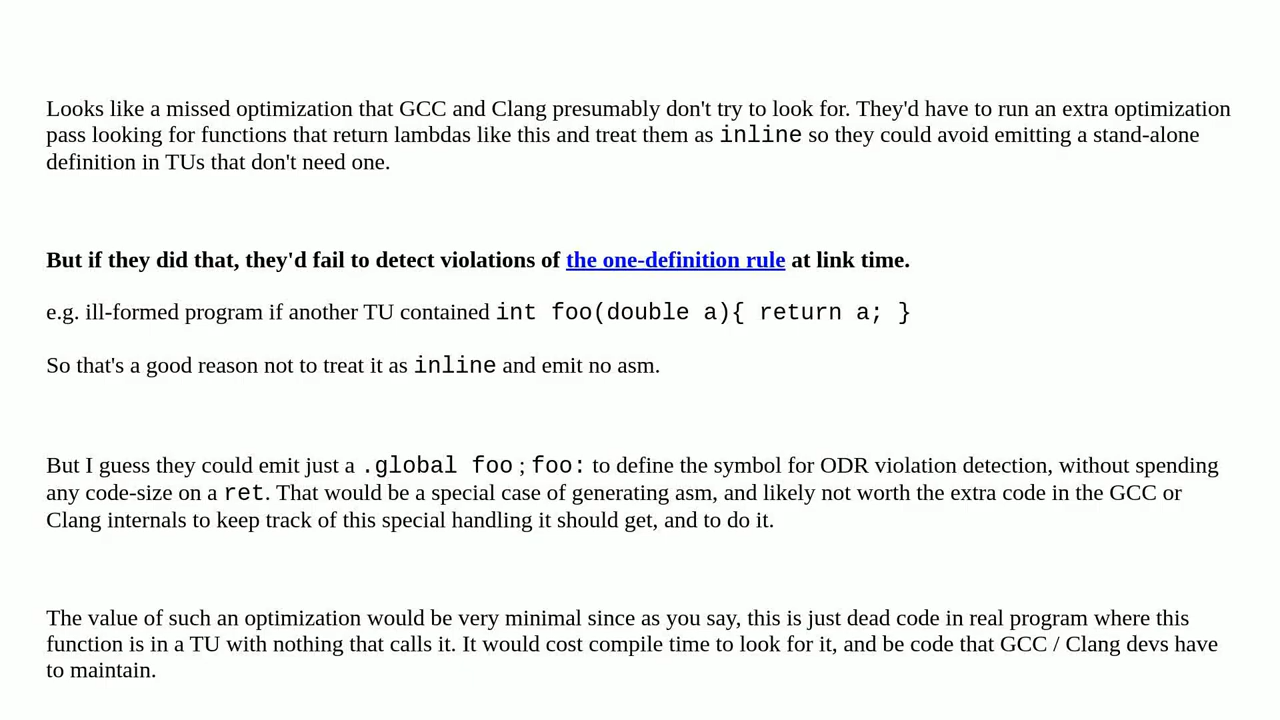 Looks like a missed optimization that GCC and Clang presumably don't try to look for. They'd have to run an extra optimization
pass looking for functions that return lambdas like this and treat them as inline so they could avoid emitting a stand-alone
definition in TUs that don't need one.
But if they did that, they'd fail to detect violations of the one-definition rule at link time.
e.g. ill-formed program if another TU contained int foo(double a){ return a; }
So that's a good reason not to treat it as inline and emit no asm.
But I guess they could emit just a .global foo ; foo: to define the symbol for ODR violation detection, without spending
any code-size on a ret. That would be a special case of generating asm, and likely not worth the extra code in the GCC or
Clang internals to keep track of this special handling it should get, and to do it.
The value of such an optimization would be very minimal since as you say, this is just dead code in real program where this
function is in a TU with nothing that calls it. It would cost compile time to look for it, and be code that GCC / Clang devs have
to maintain.